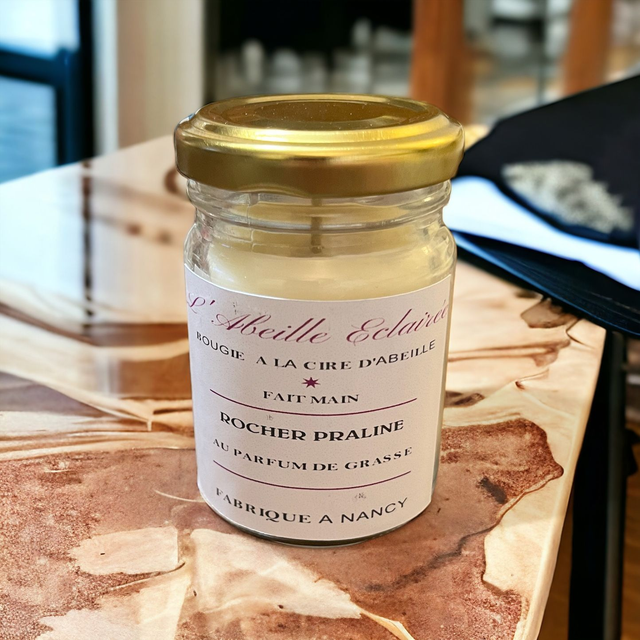 L'Abeille Eclairée
BOUGIE A LA CIRE D'ABEILLE
FAIT MAIN
ROCHER PRALINE
AU PARFUM DE GRASSE
FABRIQUE A NANCY